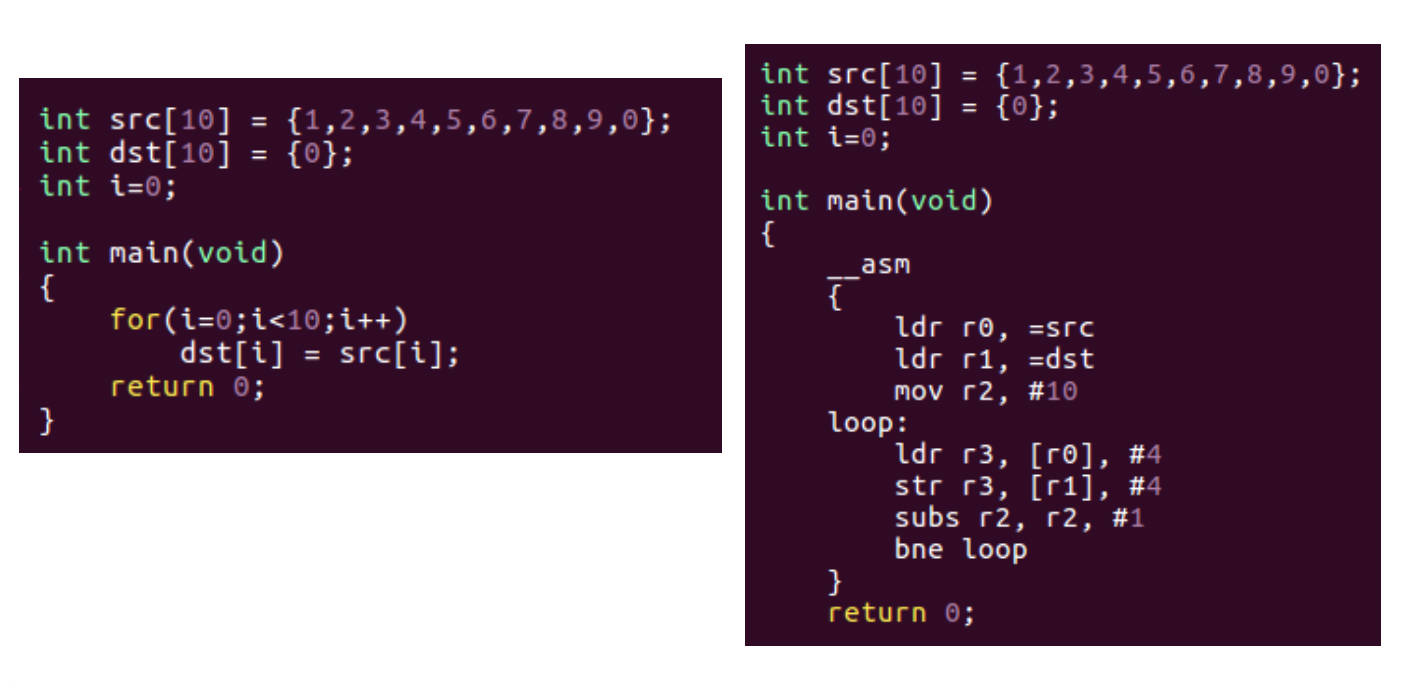 int src[10] = {1,2,3,4,5,6,7,8,9,0};
int dst[10] = {0};
int i=0;
int main(void)
{
for(i=0;i<10;i++)
dst[i] = src[i];
return 0;
}
int src[10] = {1,2,3,4,5,6,7,8,9,0};
int dst[10] = {0};
int i=0;
int main(void)
{
__asm
{
ldr r0, =src
ldr r1, =dst
mov r2, #10
loop:
ldr r3, [r0], #4
str r3, [r1], #4
subs r2, r2, #1
bne loop
}
return 0;